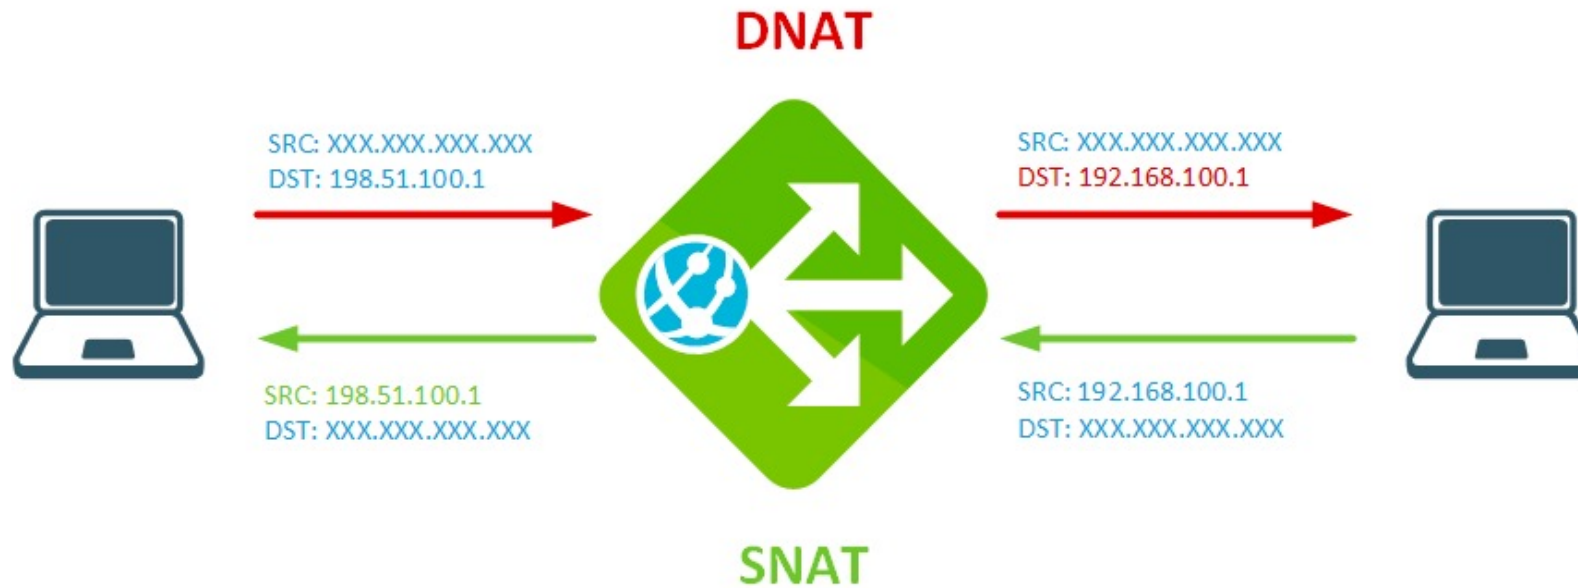 DNAT
SRC: XXX.XXX.XXX.XXX
DST: 198.51.100.1
SRC: XXX.XXX.XXX.XXX
DST: 192.168.100.1
SRC: 198.51.100.1
DST: XXX.XXX.XXX.XXX
SRC: 192.168.100.1
DST: XXX.XXX.XXX.XXX
SNAT